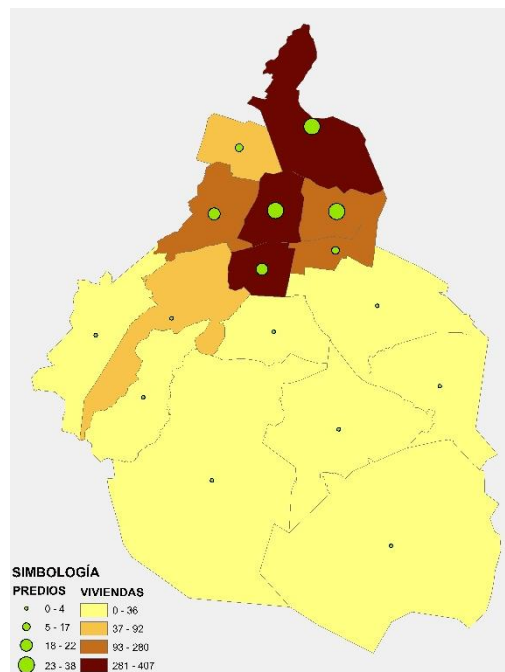 SIMBOLOGÍA
PREDIOS VIVIENDAS
0 - 4 0 - 36
5 - 17 37 - 92
18 - 22 93 - 280
23 - 38 281 - 407